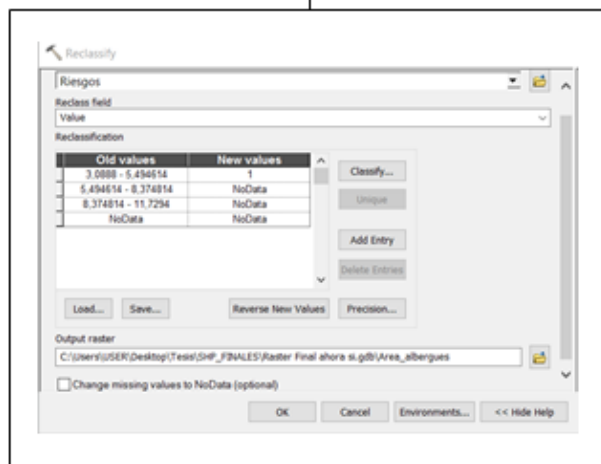 Reclassify
Riesgos
Reclass field
Value
Reclassification
Old values New values
3,0888 - 5,494614 1
5,494614 - 8,374814 NoData
8,374814 - 11,7294 NoData
NoData NoData
Classify...
Unique
Add Entry
Delete Entries
Load... Save... Reverse New Values Precision...
Output raster
C:\Users\USER\Desktop\Tesis\SHP_FINALES\Raster Final ahora si.gdb\Area_albergues
Change missing values to NoData (optional)
OK Cancel Environments... << Hide Help